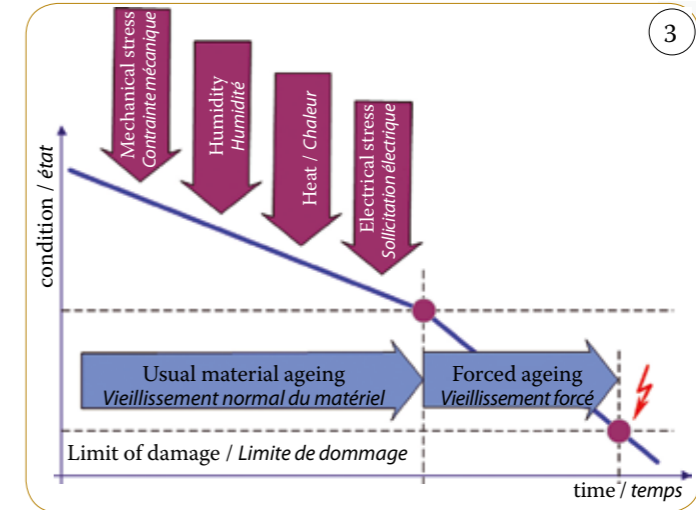 3
Mechanical stress
Contrainte mécanique
Humidity
Humidité
Heat / Chaleur
Electrical stress
Sollicitation électrique
condition / état
Usual material ageing
Vieillissement normal du matériel
Forced ageing
Vieillissement forcé
Limit of damage / Limite de dommage
time / temps